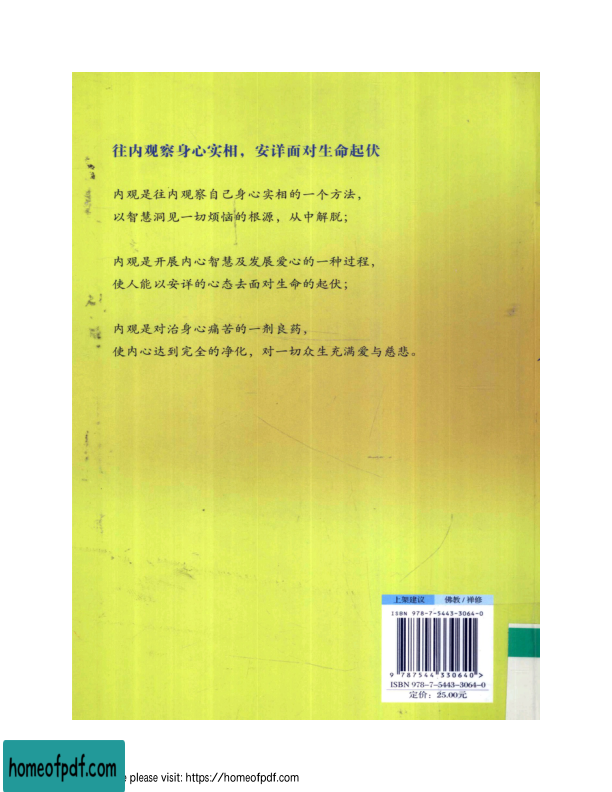 往内观察身心实相，安详面对生命起伏
内观是往内观察自己身心实相的一个方法，
以智慧洞见一切烦恼的根源，从中解脱；
内观是开展内心智慧及发展爱心的一种过程，
使人能以安详的心态去面对生命的起伏；
内观是对治身心痛苦的一剂良药，
使内心达到完全的净化，对一切众生充满爱与慈悲。
上架建议 佛教/禅修
ISBN 978-7-5443-3064-0
9 787544 330640 >
ISBN 978-7-5443-3064-0
定价：25.00元
homeofpdf.com
e please visit: https://homeofpdf.com